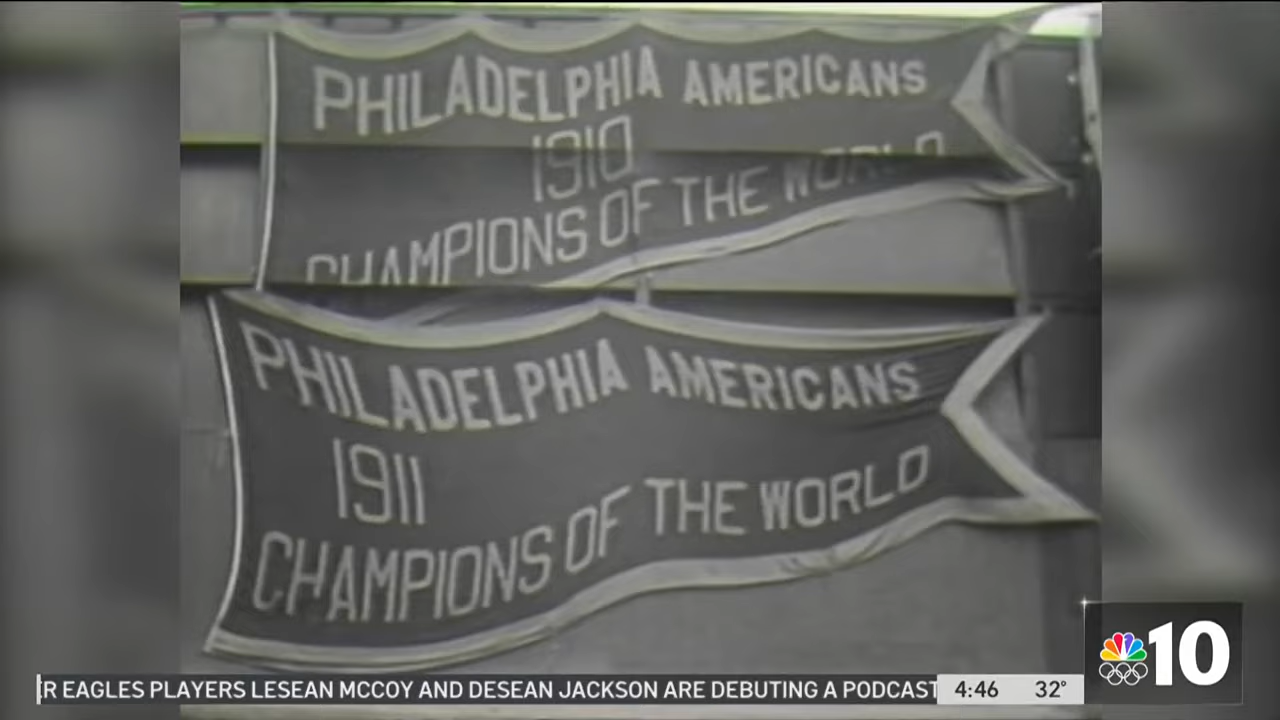 PHILADELPHIA AMERICANS
1910
CHAMPIONS OF THE WORLD
PHILADELPHIA AMERICANS
1911
CHAMPIONS OF THE WORLD
10
R EAGLES PLAYERS LESEAN MCCOY AND DESEAN JACKSON ARE DEBUTING A PODCAST 4:46 32°